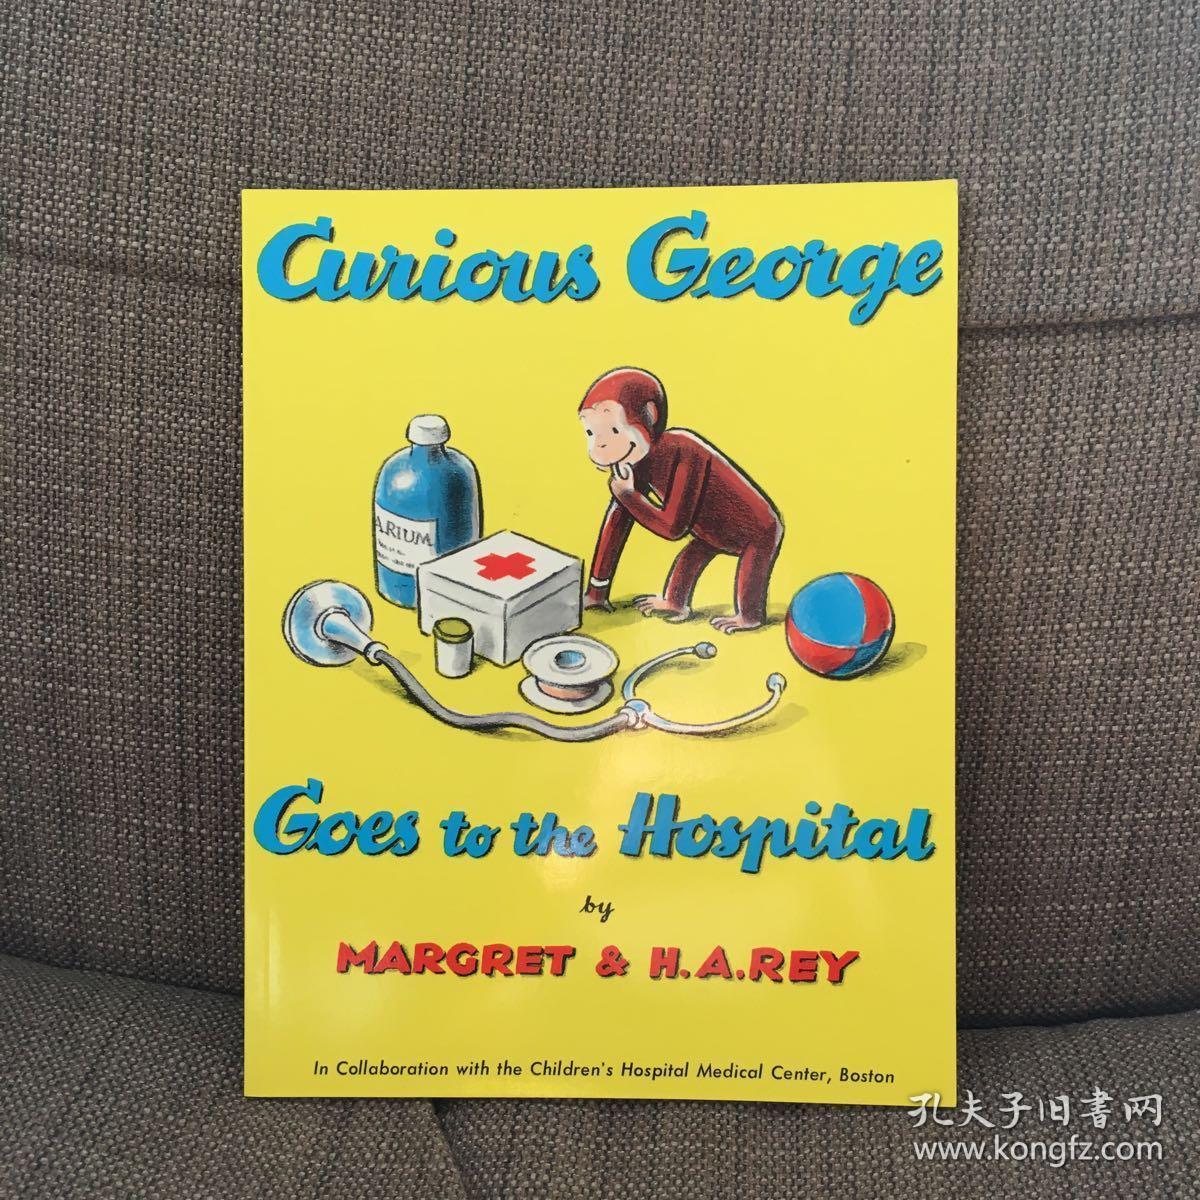 Curious George
ARIUM
Goes to the Hospital
by
MARGRET & H.A.REY
In Collaboration with the Children's Hospital Medical Center, Boston
孔夫子旧書网
www.kongfz.com